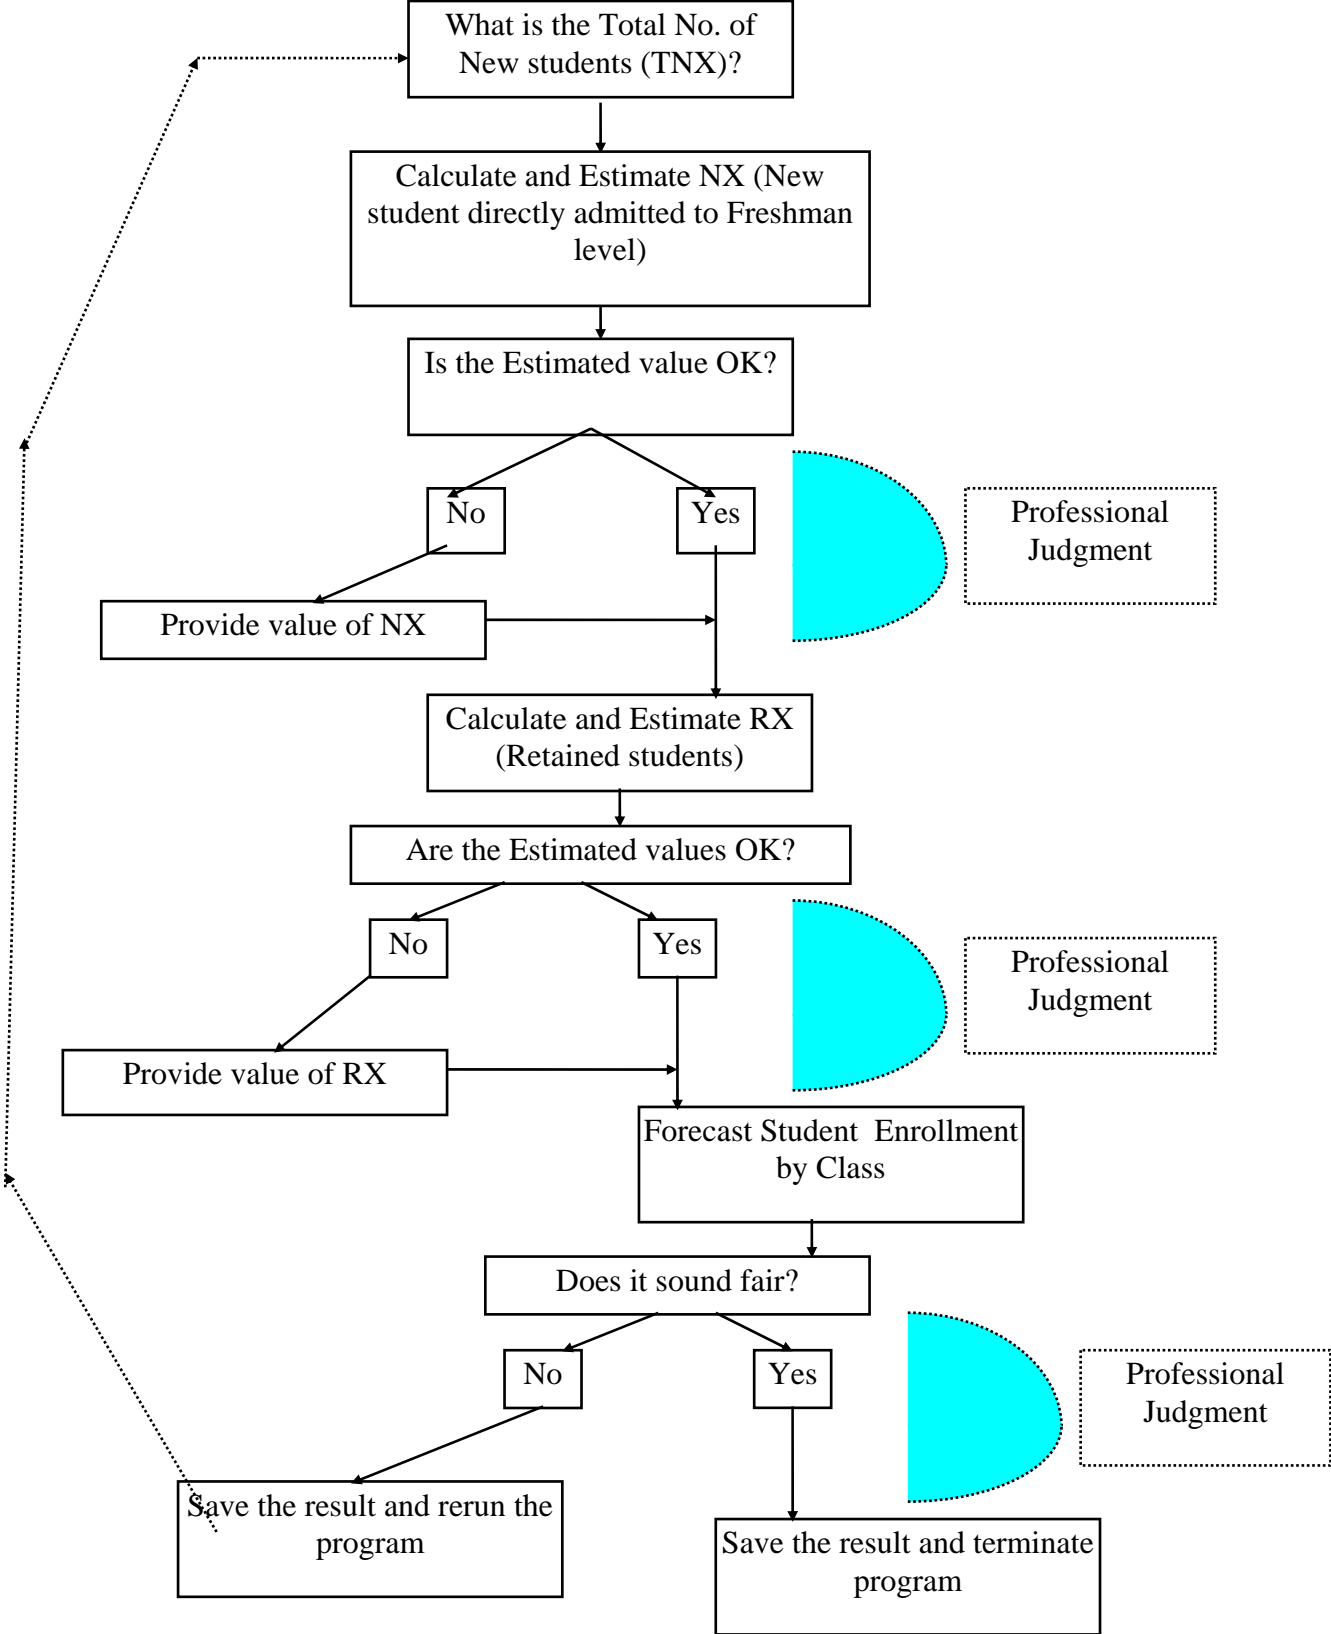 What is the Total No. of
New students (TNX)?
Calculate and Estimate NX (New
student directly admitted to Freshman
level)
Is the Estimated value OK?
No
Yes
Professional
Judgment
Provide value of NX
Calculate and Estimate RX
(Retained students)
Are the Estimated values OK?
No
Yes
Professional
Judgment
Provide value of RX
Forecast Student Enrollment
by Class
Does it sound fair?
No
Yes
Professional
Judgment
Save the result and rerun the
program
Save the result and terminate
program